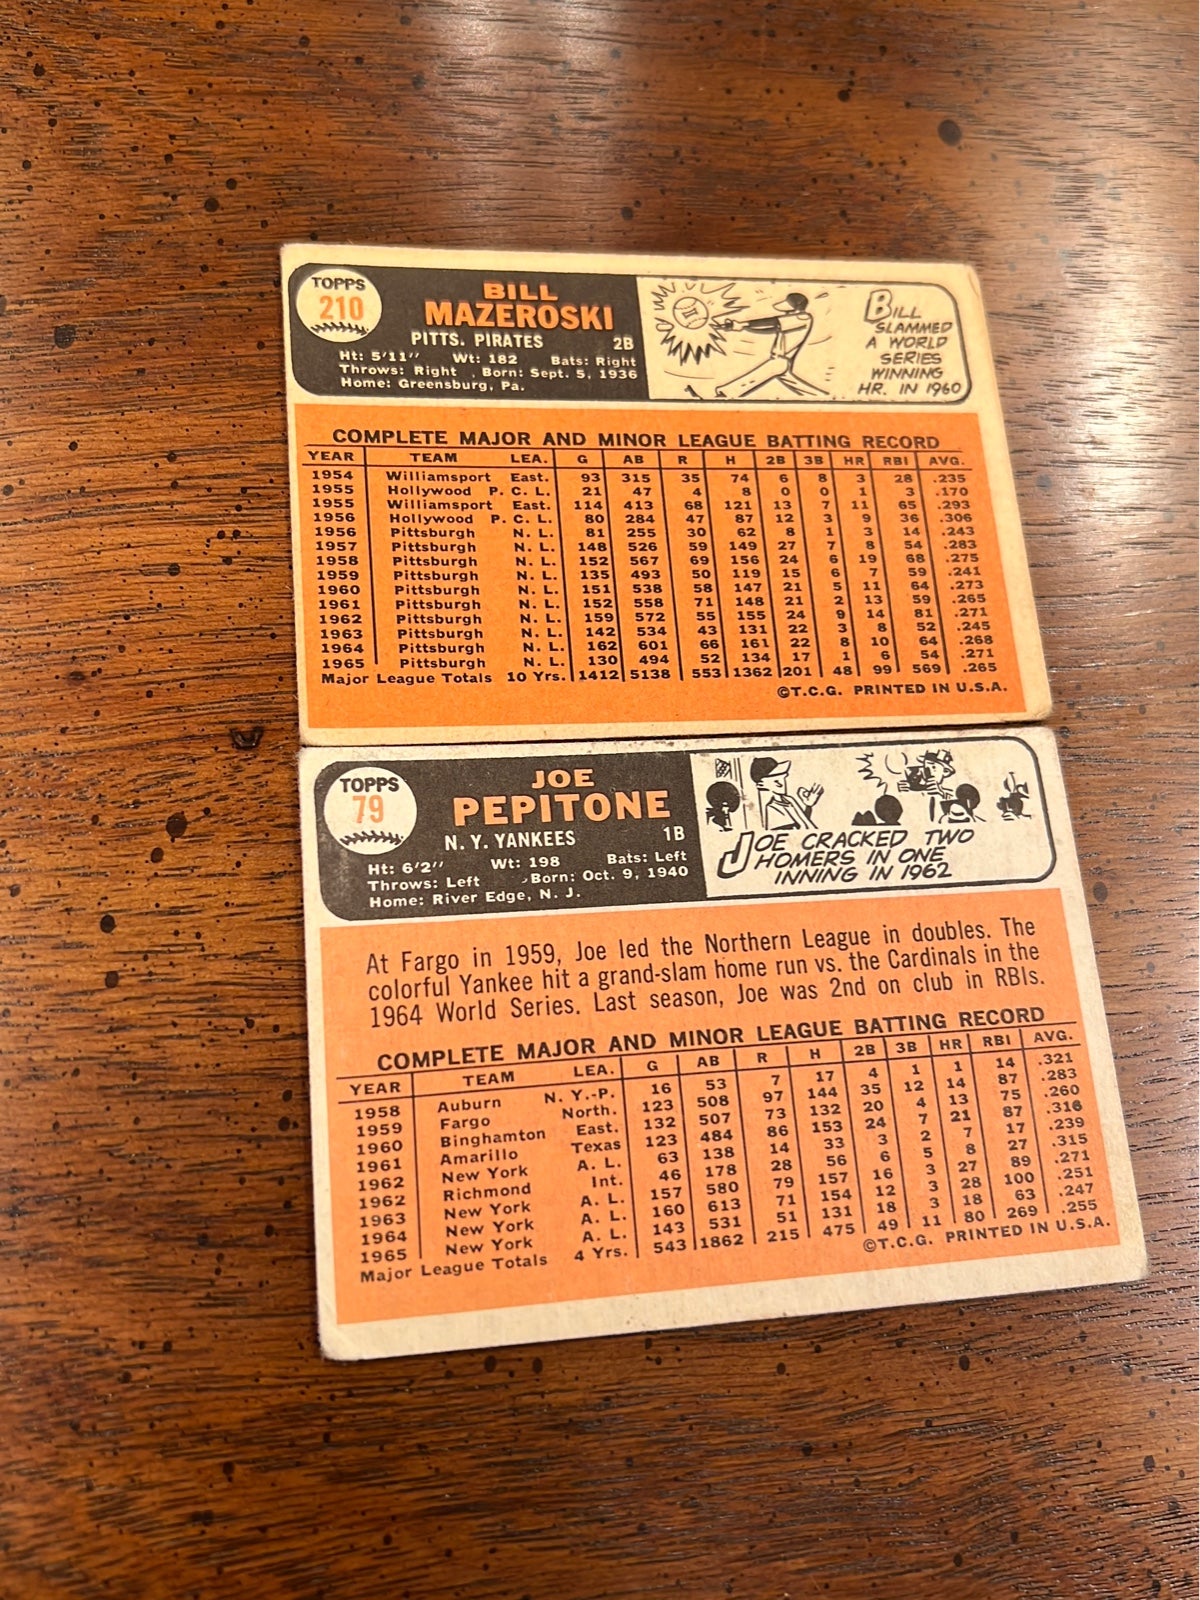 TOPPS
210
BILL
MAZEROSKI
PITTS. PIRATES 2B
Ht: 5'11" Wt: 182 Bats: Right
Throws: Right Born: Sept. 5, 1936
Home: Greensburg, Pa.
BILL
SLAMMED
A WORLD
SERIES
WINNING
HR. IN 1960
COMPLETE MAJOR AND MINOR LEAGUE BATTING RECORD
YEAR TEAM LEA. G AB R H 2B 3B HR RBI AVG.
1954 Williamsport East. 93 315 35 74 6 8 3 28 .235
1955 Hollywood P. C. L. 21 47 4 8 0 0 1 3 .170
1955 Williamsport East. 114 413 68 121 13 7 11 65 .293
1956 Hollywood P. C. L. 80 284 47 87 12 3 9 36 .306
1956 Pittsburgh N. L. 81 255 30 62 8 1 3 14 .243
1957 Pittsburgh N. L. 148 526 59 149 27 7 8 54 .283
1958 Pittsburgh N. L. 152 567 69 156 24 6 19 68 .275
1959 Pittsburgh N. L. 135 493 50 119 15 6 7 59 .241
1960 Pittsburgh N. L. 151 538 58 147 21 5 11 64 .273
1961 Pittsburgh N. L. 152 558 71 148 21 2 13 59 .265
1962 Pittsburgh N. L. 159 572 55 155 24 9 14 81 .271
1963 Pittsburgh N. L. 142 534 43 131 22 3 8 52 .245
1964 Pittsburgh N. L. 162 601 66 161 22 8 10 64 .268
1965 Pittsburgh N. L. 130 494 52 134 17 1 6 54 .271
Major League Totals 10 Yrs. 1412 5138 553 1362 201 48 99 569 .265
©T.C.G. PRINTED IN U.S.A.
TOPPS
79
JOE
PEPITONE
N. Y. YANKEES 1B
Ht: 6'2" Wt: 198 Bats: Left
Throws: Left Born: Oct. 9, 1940
Home: River Edge, N. J.
JOE CRACKED TWO
HOMERS IN ONE
INNING IN 1962
At Fargo in 1959, Joe led the Northern League in doubles. The
colorful Yankee hit a grand-slam home run vs. the Cardinals in the
1964 World Series. Last season, Joe was 2nd on club in RBIs.
COMPLETE MAJOR AND MINOR LEAGUE BATTING RECORD
YEAR TEAM LEA. G AB R H 2B 3B HR RBI AVG.
1958 Auburn N. Y.-P. 16 53 7 17 4 1 1 14 .321
1959 Fargo North. 123 508 97 144 35 12 14 87 .283
1960 Binghamton East. 132 507 73 132 20 4 13 75 .260
1961 Amarillo Texas 123 484 86 153 24 7 21 87 .316
1962 New York A. L. 63 138 14 33 3 2 7 17 .239
1962 Richmond Int. 46 178 28 56 6 5 8 27 .315
1963 New York A. L. 157 580 79 157 16 3 27 89 .271
1964 New York A. L. 160 613 71 154 12 3 28 100 .251
1965 New York A. L. 143 531 51 131 18 3 18 63 .247
Major League Totals 4 Yrs. 543 1862 215 475 49 11 80 269 .255
©T.C.G. PRINTED IN U.S.A.